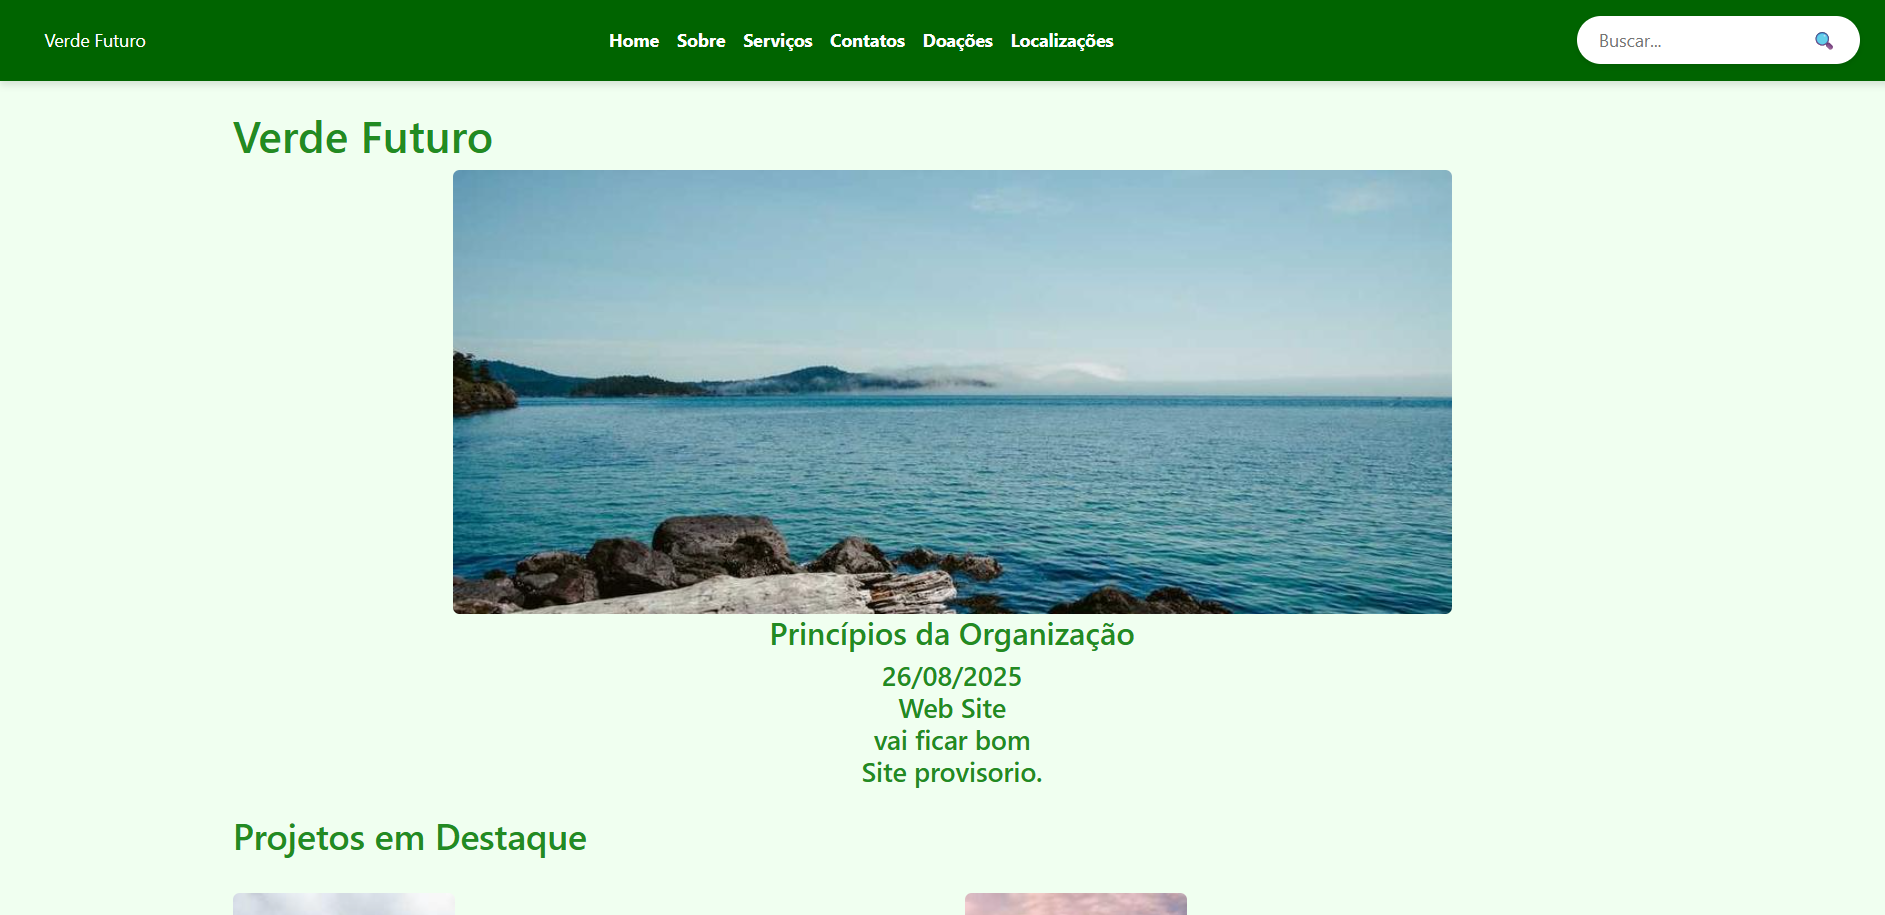 Verde Futuro
Home Sobre Serviços Contatos Doações Localizações
Buscar...
Verde Futuro
Princípios da Organização
26/08/2025
Web Site
vai ficar bom
Site provisorio.
Projetos em Destaque